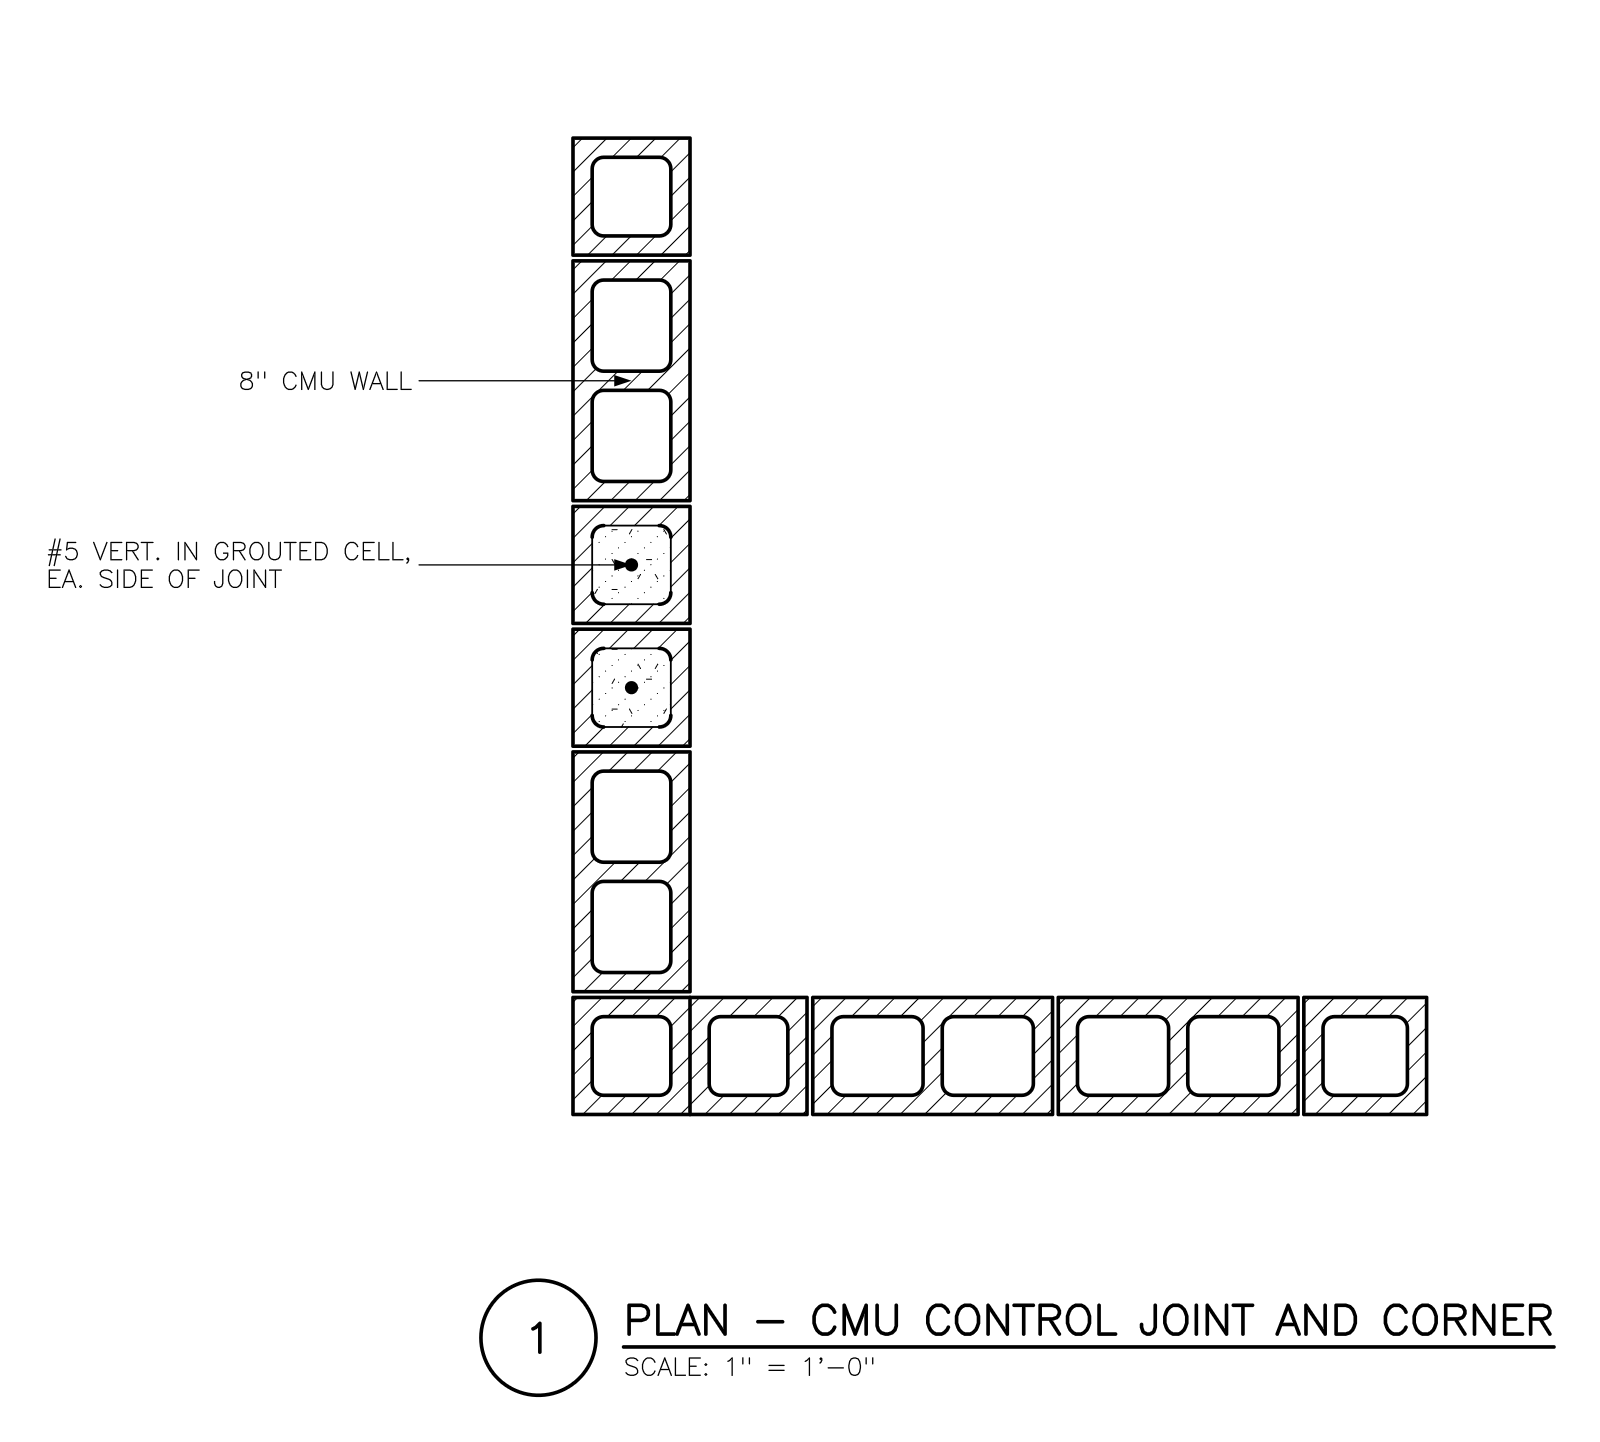 8" CMU WALL
#5 VERT. IN GROUTED CELL,
EA. SIDE OF JOINT
1
PLAN – CMU CONTROL JOINT AND CORNER
SCALE: 1" = 1'–0"